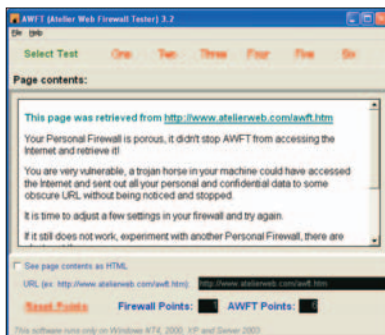 AWFT (Atelier Web Firewall Tester) 3.2
File Help
Select Test One Two Three Four Five Six
Page contents:
This page was retrieved from http://www.atelierweb.com/awft.htm
Your Personal Firewall is porous, it didn't stop AWFT from accessing the
Internet and retrieve it!
You are very vulnerable, a trojan horse in your machine could have accessed
the Internet and sent out all your personal and confidential data to some
obscure URL without being noticed and stopped.
It is time to adjust a few settings in your firewall and try again.
If it still does not work, experiment with another Personal Firewall, there are
See page contents as HTML
URL (ex: http://www.atelierweb.com/awft.htm): http://www.atelierweb.com/awft.htm
Reset Points Firewall Points: AWFT Points:
This software runs only on Windows NT4, 2000, XP and Server 2003